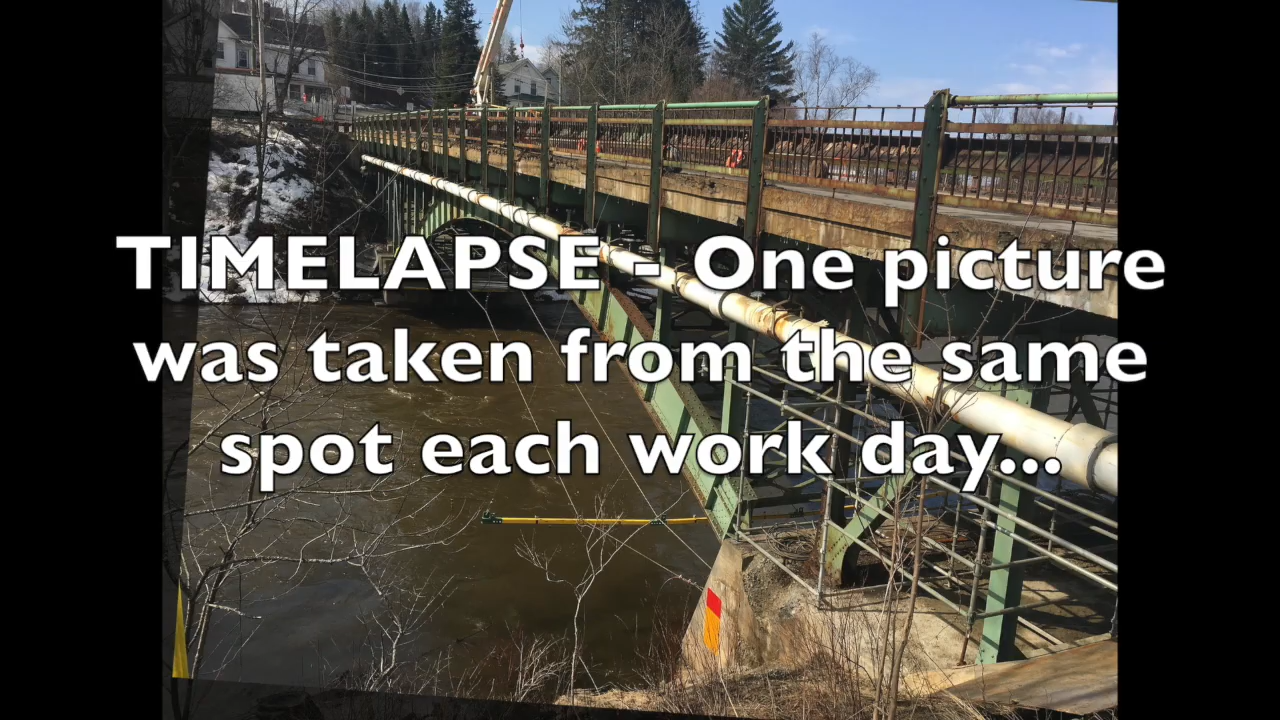 TIMELAPSE - One picture
was taken from the same
spot each work day...